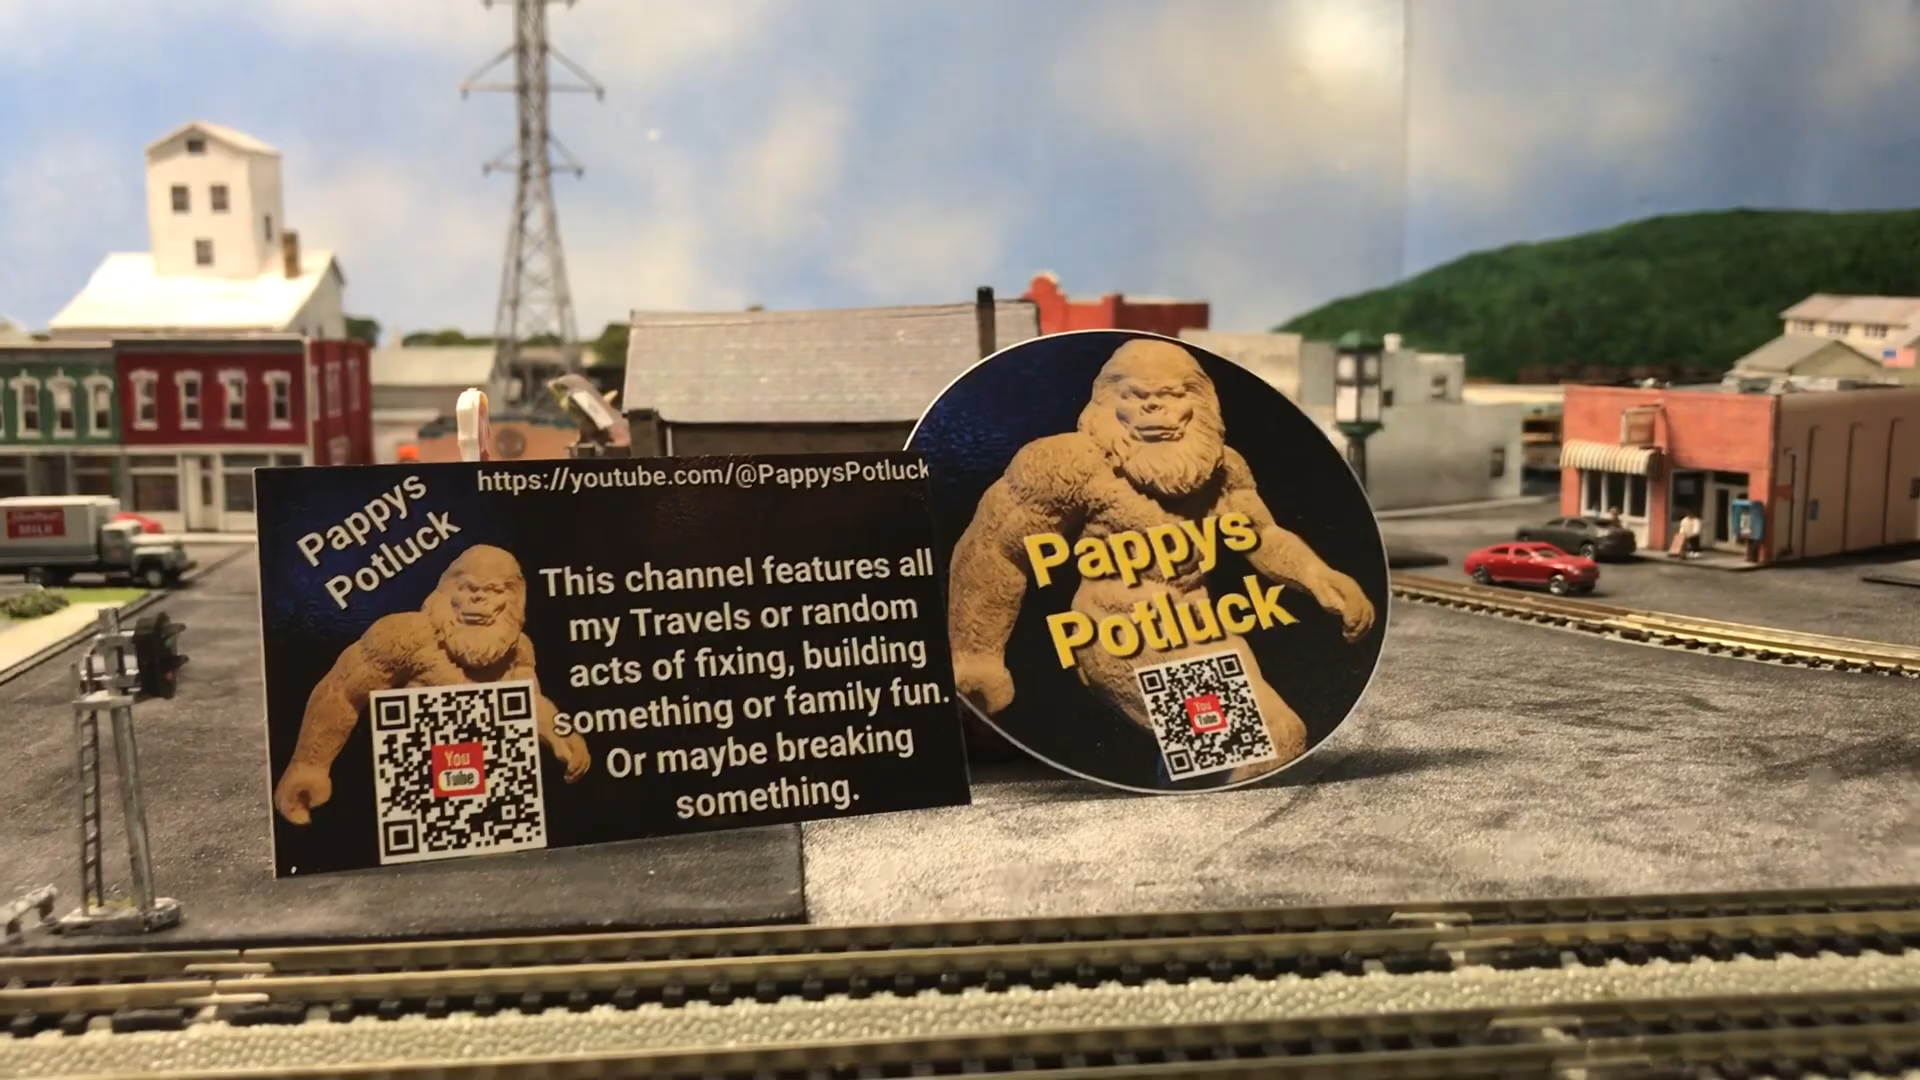 https://youtube.com/@PappysPotluck
Pappys
Potluck
This channel features all
my Travels or random
acts of fixing, building
something or family fun.
Or maybe breaking
something.
You
Tube
Pappys
Potluck
You
Tube
MILK